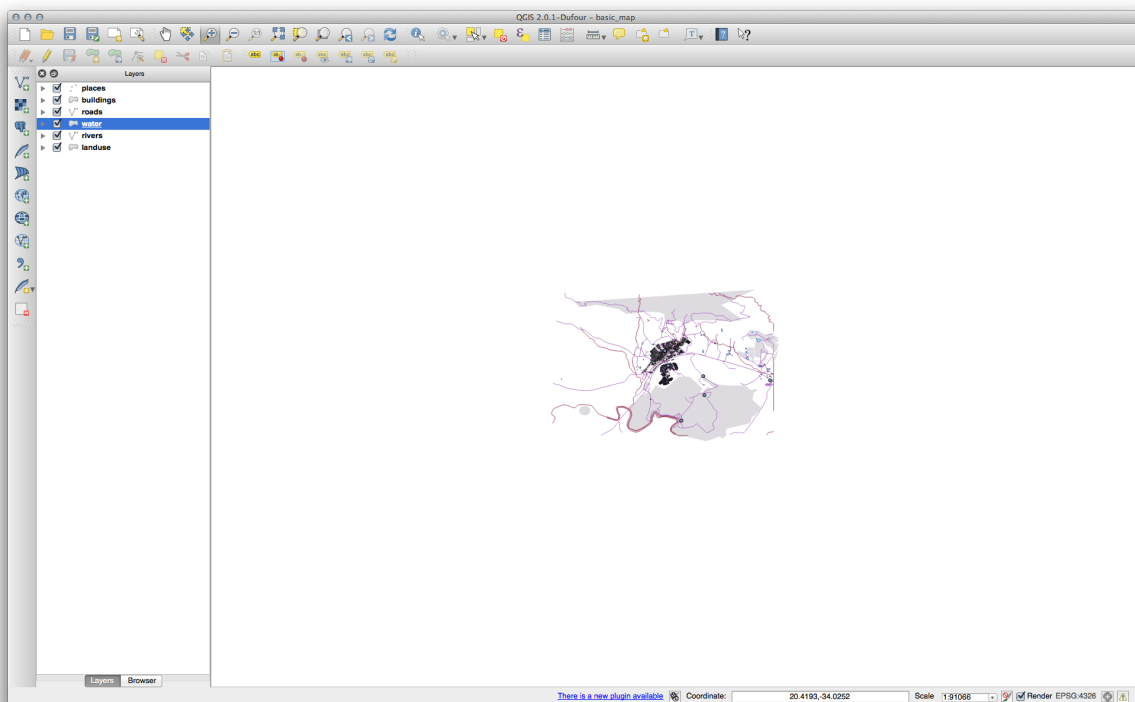 QGIS 2.0.1-Dufour - basic_map
Layers
places
buildings
roads
water
rivers
landuse
Layers Browser
There is a new plugin available Coordinate: 20.4193,-34.0252 Scale 1:91066 Render EPSG:4326